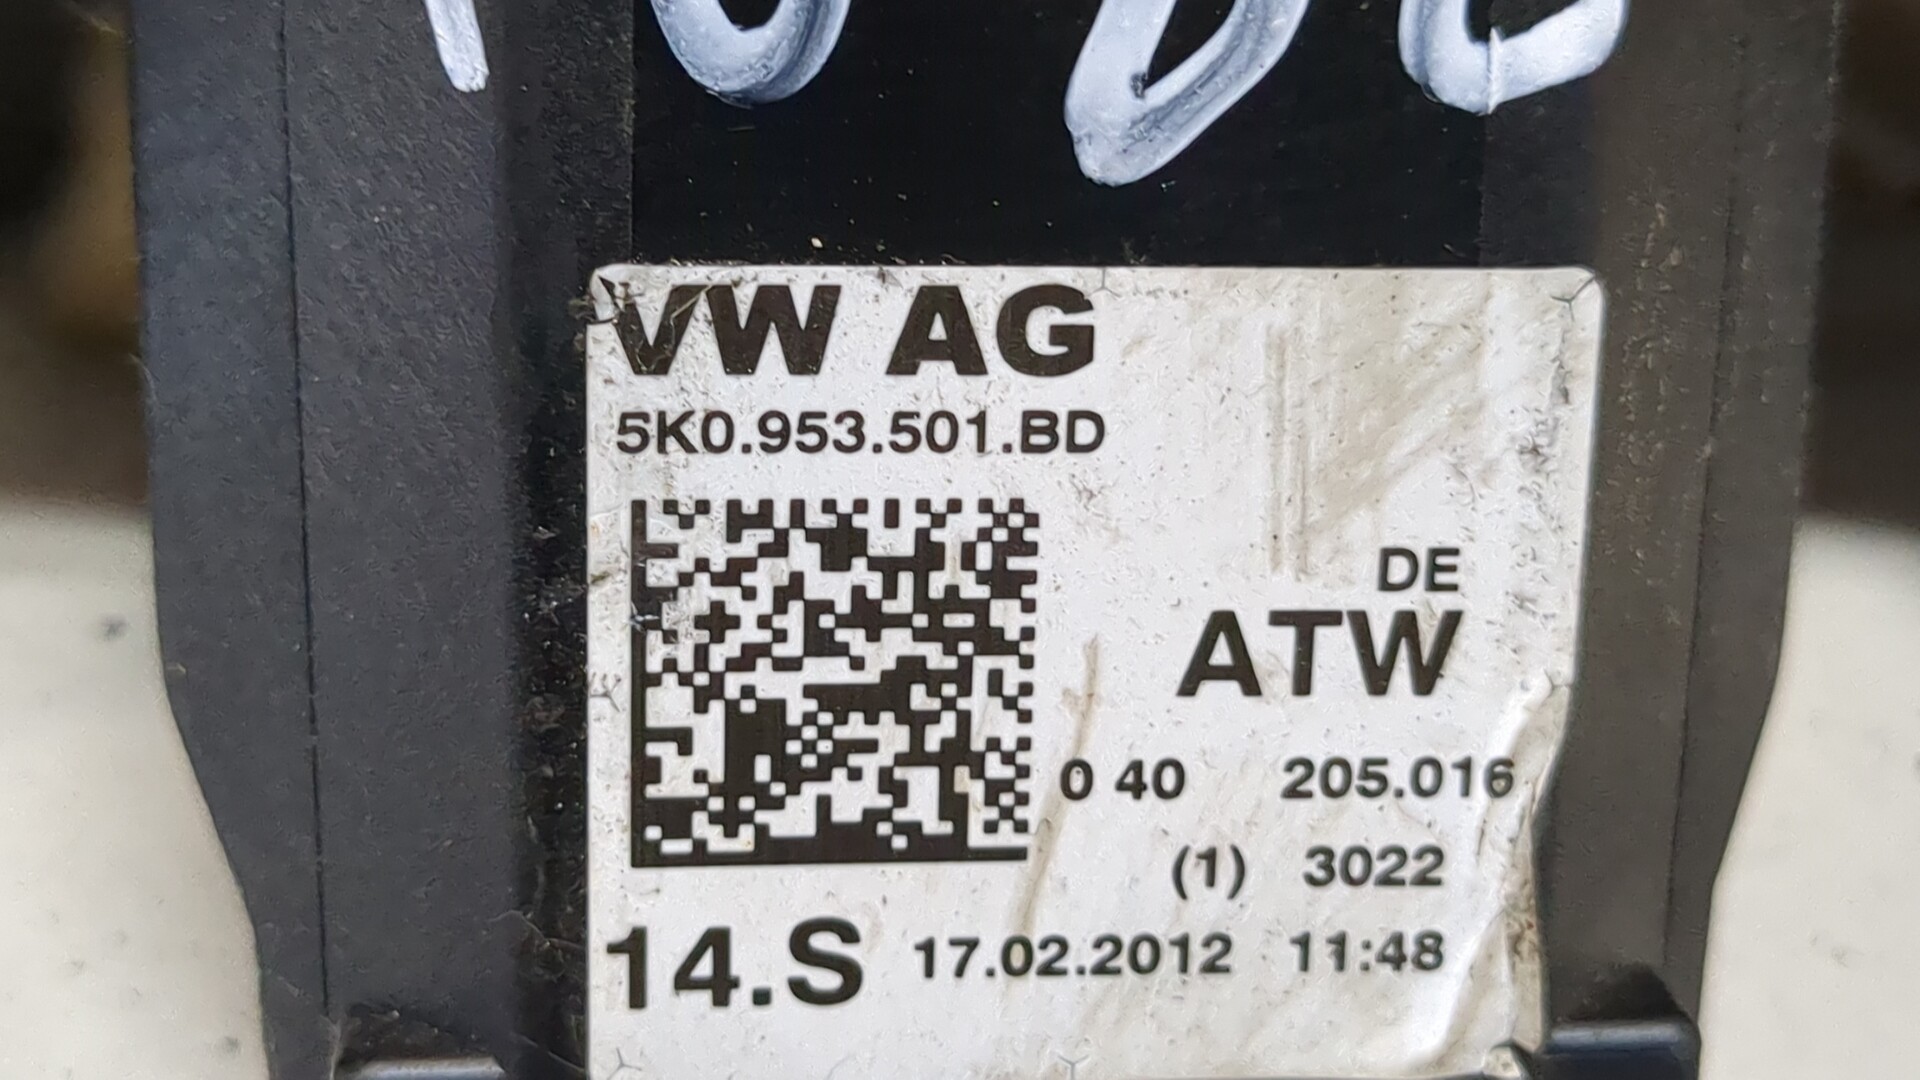 VW AG
5K0.953.501.BD
DE
ATW
0 40 205.016
(1) 3022
14.S 17.02.2012 11:48